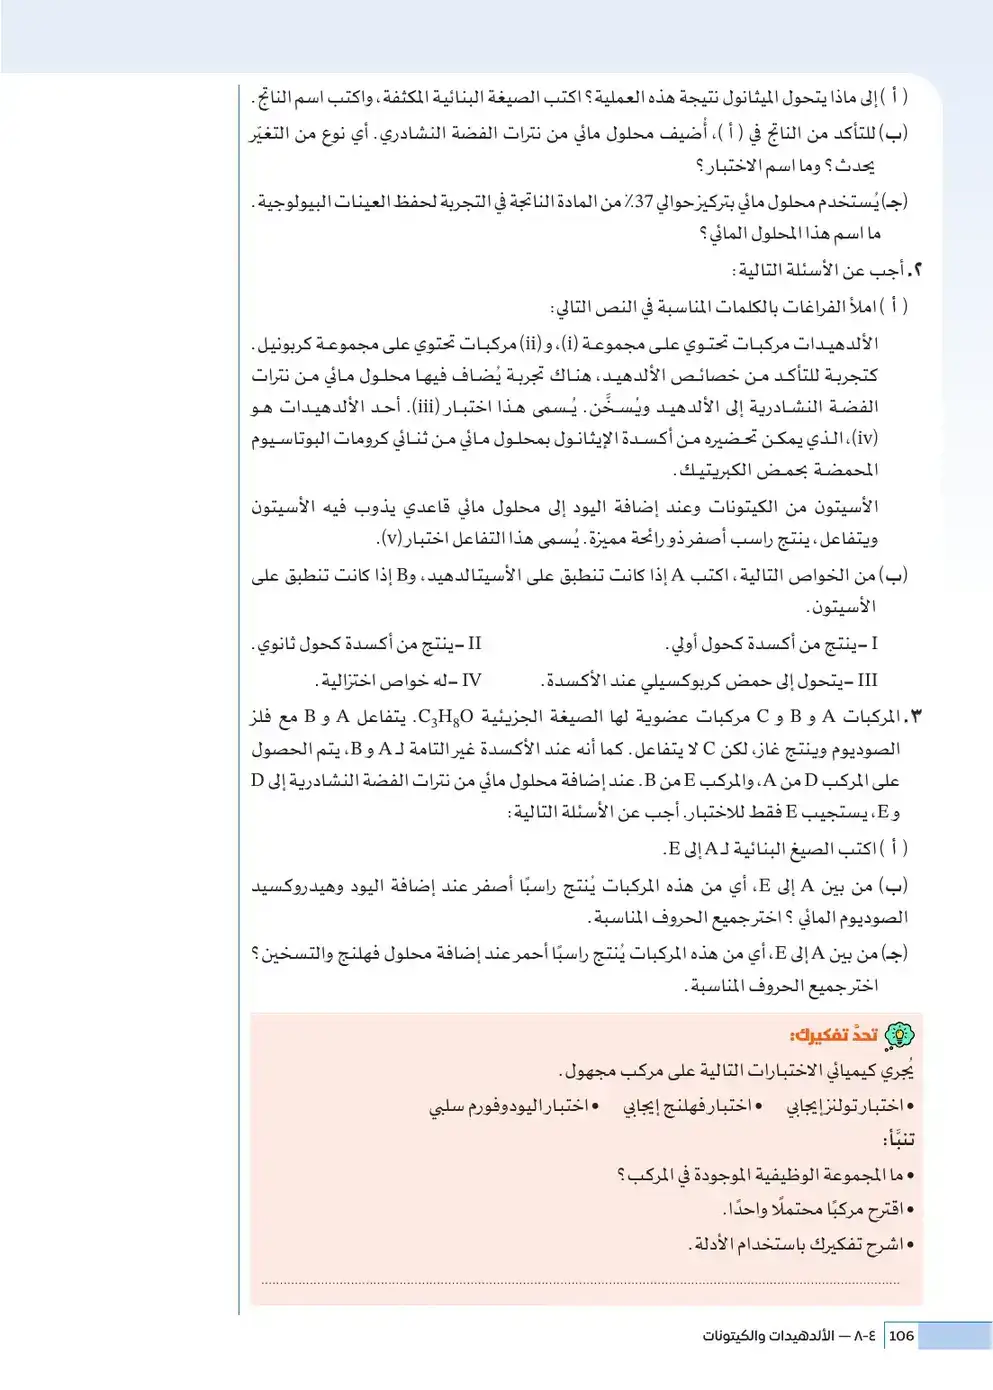 ( أ ) إلى ماذا يتحول الميثانول نتيجة هذه العملية؟ اكتب الصيغة البنائية المكثفة، واكتب اسم الناتج.
(ب) للتأكد من الناتج في ( أ )، أُضيف محلول مائي من نترات الفضة النشادري. أي نوع من التغيّر
يحدث؟ وما اسم الاختبار؟
(جـ) يُستخدم محلول مائي بتركيز حوالي 37٪ من المادة الناتجة في التجربة لحفظ العينات البيولوجية.
ما اسم هذا المحلول المائي؟
٢. أجب عن الأسئلة التالية:
( أ ) املأ الفراغات بالكلمات المناسبة في النص التالي:
الألدهيدات مركبات تحتوي على مجموعة (i)، و(ii) مركبات تحتوي على مجموعة كربونيل.
كتجربة للتأكد من خصائص الألدهيد، هناك تجربة يُضاف فيها محلول مائي من نترات
الفضة النشادرية إلى الألدهيد ويُسخَّن. يُسمى هذا اختبار (iii). أحد الألدهيدات هو
(iv)، الذي يمكن تحضيره من أكسدة الإيثانول بمحلول مائي من ثنائي كرومات البوتاسيوم
المحمضة بحمض الكبريتيك.
الأسيتون من الكيتونات وعند إضافة اليود إلى محلول مائي قاعدي يذوب فيه الأسيتون
ويتفاعل، ينتج راسب أصفر ذو رائحة مميزة. يُسمى هذا التفاعل اختبار (v).
(ب) من الخواص التالية، اكتب A إذا كانت تنطبق على الأسيتالدهيد، وB إذا كانت تنطبق على
الأسيتون.
I –ينتج من أكسدة كحول أولي. II –ينتج من أكسدة كحول ثانوي.
III –يتحول إلى حمض كربوكسيلي عند الأكسدة. IV –له خواص اختزالية.
٣. المركبات A و B و C مركبات عضوية لها الصيغة الجزيئية C₃H₈O. يتفاعل A و B مع فلز
الصوديوم وينتج غاز، لكن C لا يتفاعل. كما أنه عند الأكسدة غير التامة لـ A و B، يتم الحصول
على المركب D من A، والمركب E من B. عند إضافة محلول مائي من نترات الفضة النشادرية إلى D
و E، يستجيب E فقط للاختبار. أجب عن الأسئلة التالية:
( أ ) اكتب الصيغ البنائية لـ A إلى E.
(ب) من بين A إلى E، أي من هذه المركبات يُنتج راسبًا أصفر عند إضافة اليود وهيدروكسيد
الصوديوم المائي ؟ اختر جميع الحروف المناسبة.
(جـ) من بين A إلى E، أي من هذه المركبات يُنتج راسبًا أحمر عند إضافة محلول فهلنج والتسخين؟
اختر جميع الحروف المناسبة.
تحدَّ تفكيرك:
يُجري كيميائي الاختبارات التالية على مركب مجهول.
• اختبار تولنز إيجابي • اختبار فهلنج إيجابي • اختبار اليودوفورم سلبي
تنبَّأ:
• ما المجموعة الوظيفية الموجودة في المركب؟
• اقترح مركبًا محتملًا واحدًا.
• اشرح تفكيرك باستخدام الأدلة.
106 ٤-٨ — الألدهيدات والكيتونات